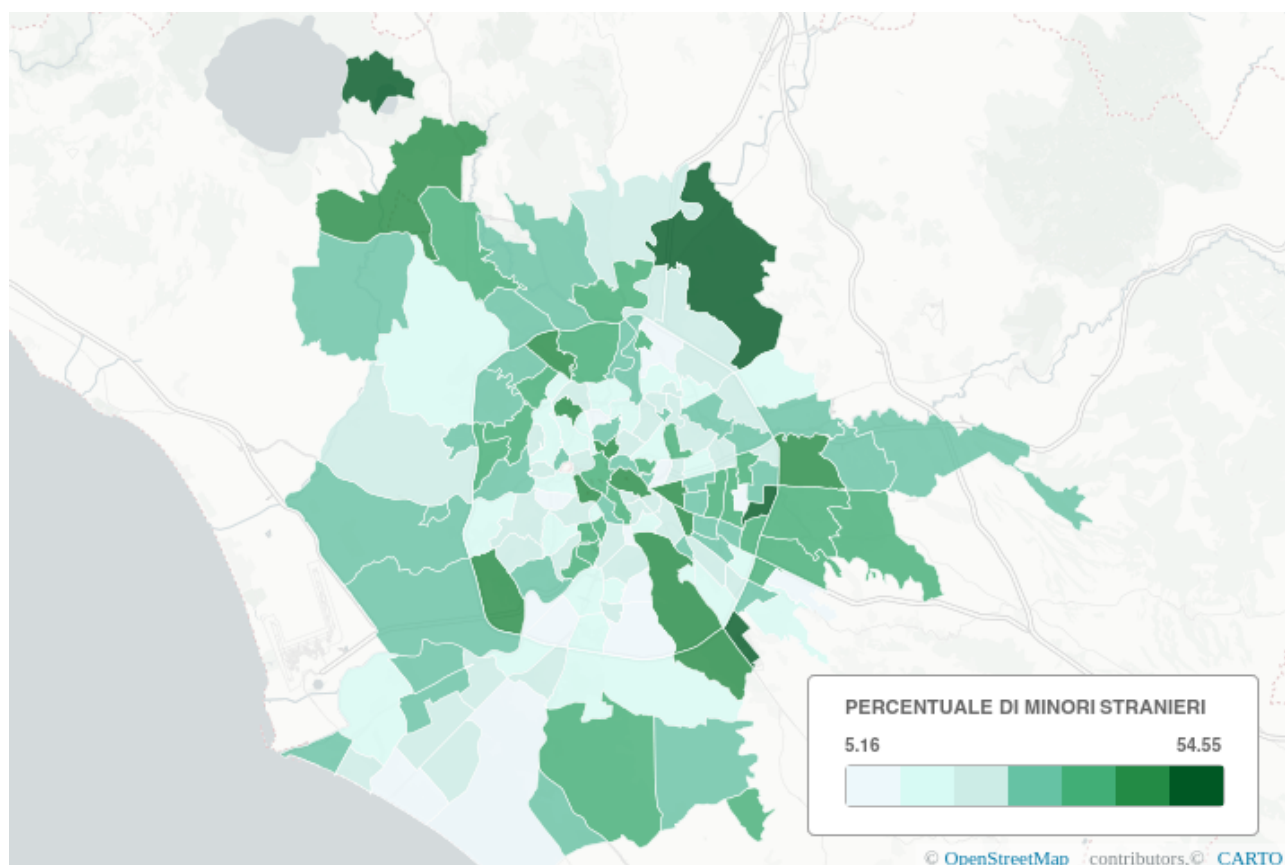 PERCENTUALE DI MINORI STRANIERI
5.16 54.55
© OpenStreetMap contributors,© CARTO